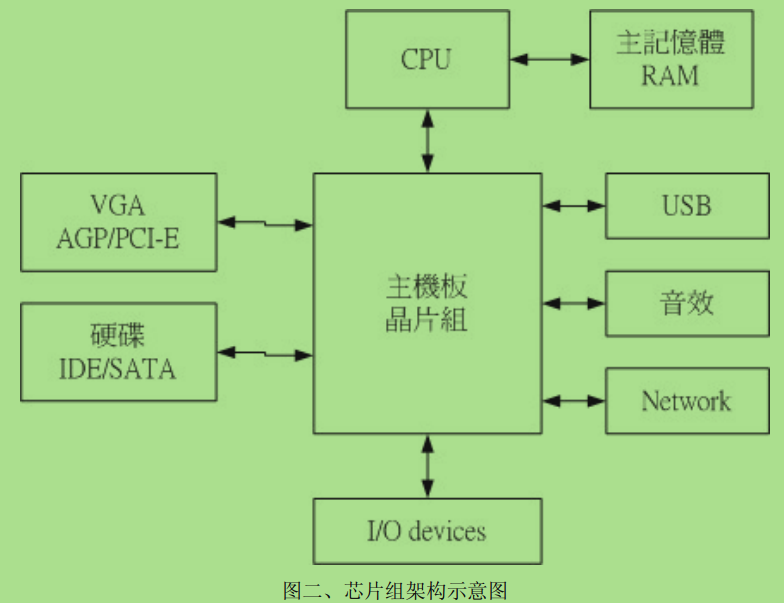 CPU
主記憶體
RAM
VGA
AGP/PCI-E
硬碟
IDE/SATA
主機板
晶片組
USB
音效
Network
I/O devices
图二、芯片组架构示意图